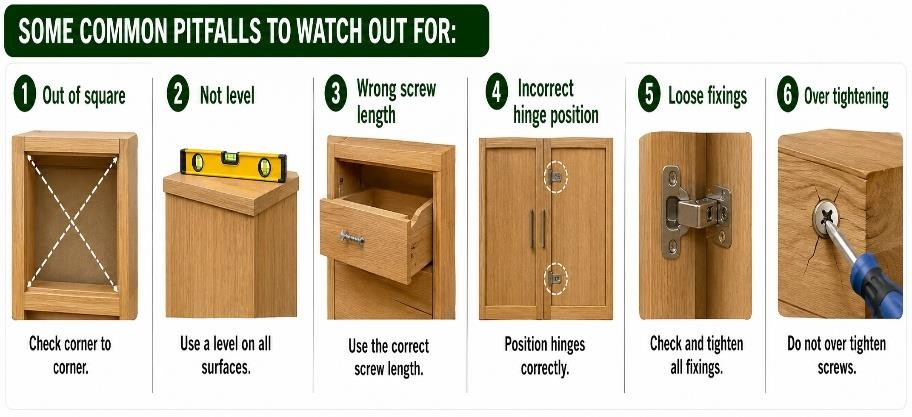 SOME COMMON PITFALLS TO WATCH OUT FOR:
1 Out of square
2 Not level
3 Wrong screw
length
4 Incorrect
hinge position
5 Loose fixings
6 Over tightening
Check corner to
corner.
Use a level on all
surfaces.
Use the correct
screw length.
Position hinges
correctly.
Check and tighten
all fixings.
Do not over tighten
screws.